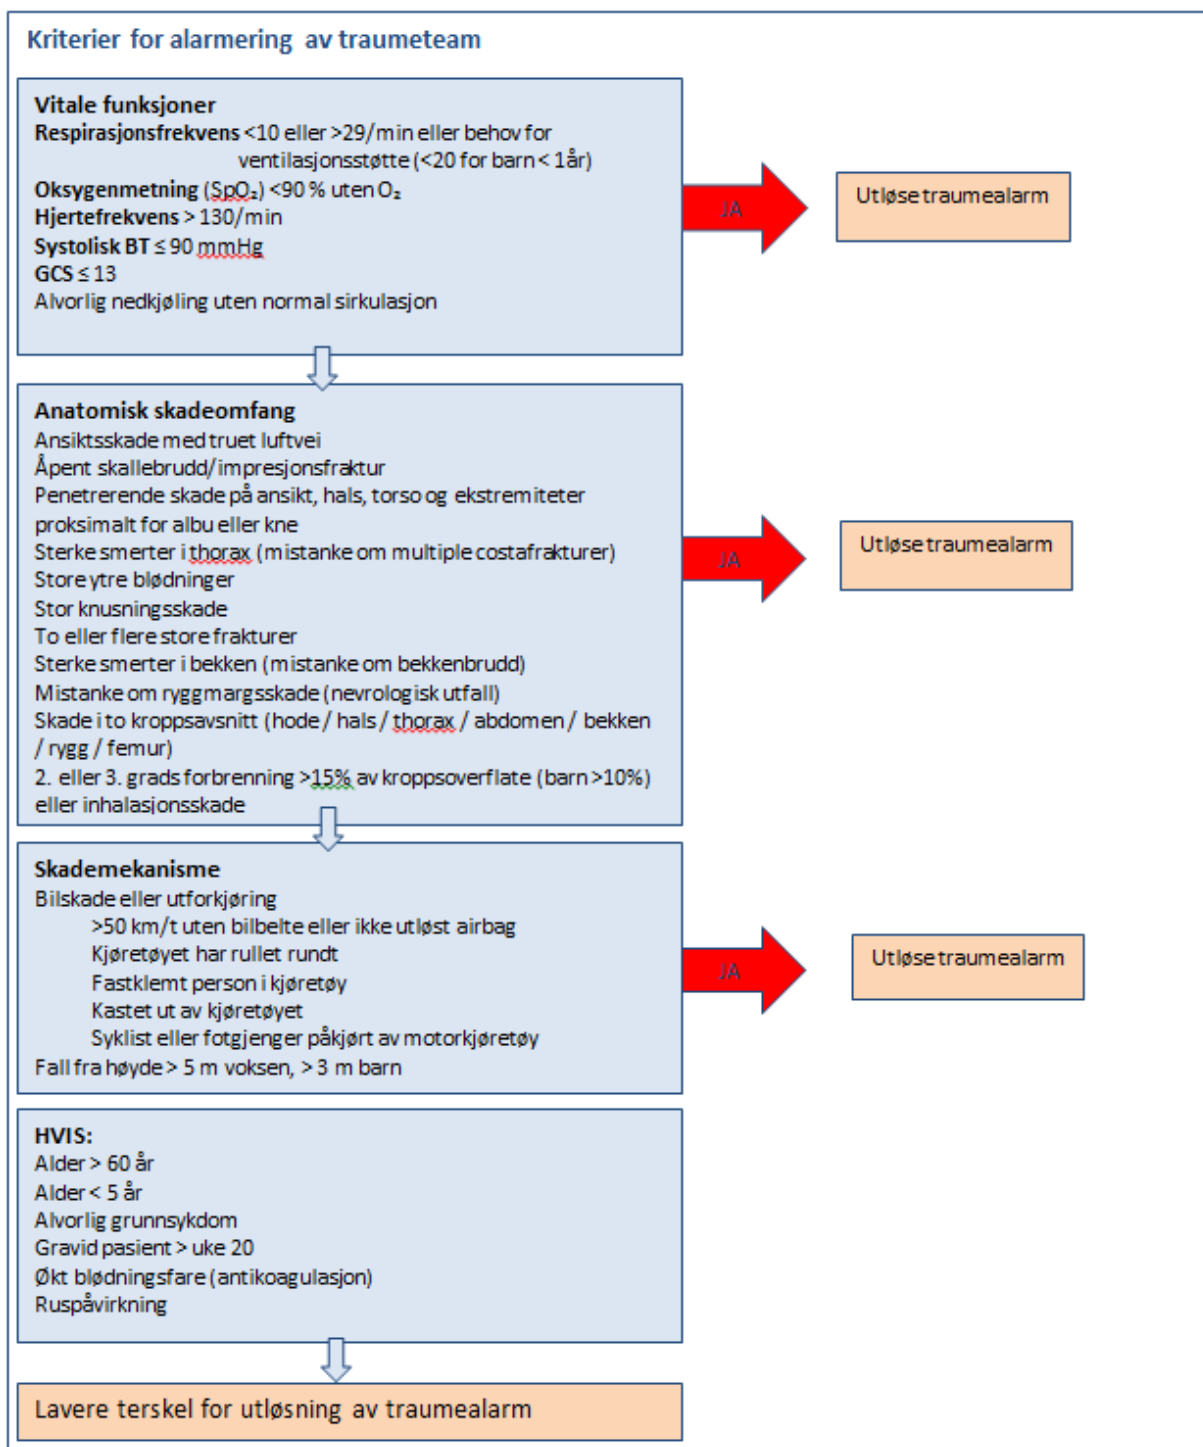 Kriterier for alarmering av traumeteam
Vitale funksjoner
Respirasjonsfrekvens <10 eller >29/min eller behov for
ventilasjonsstøtte (<20 for barn < 1år)
Oksygenmetning (SpO₂) <90 % uten O₂
Hjertefrekvens > 130/min
Systolisk BT ≤ 90 mmHg
GCS ≤ 13
Alvorlig nedkjøling uten normal sirkulasjon
JA
Utløse traumealarm
Anatomisk skadeomfang
Ansiktsskade med truet luftvei
Åpent skallebrudd/impresjonsfraktur
Penetrerende skade på ansikt, hals, torso og ekstremiteter
proksimalt for albu eller kne
Sterke smerter i thorax (mistanke om multiple costafrakturer)
Store ytre blødninger
Stor knusningsskade
To eller flere store frakturer
Sterke smerter i bekken (mistanke om bekkenbrudd)
Mistanke om ryggmargsskade (nevrologisk utfall)
Skade i to kroppsavsnitt (hode / hals / thorax / abdomen / bekken
/ rygg / femur)
2. eller 3. grads forbrenning >15% av kroppsoverflate (barn >10%)
eller inhalasjonsskade
JA
Utløse traumealarm
Skademekanisme
Bilskade eller utforkjøring
>50 km/t uten bilbelte eller ikke utløst airbag
Kjøretøyet har rullet rundt
Fastklemt person i kjøretøy
Kastet ut av kjøretøyet
Syklist eller fotgjenger påkjørt av motorkjøretøy
Fall fra høyde > 5 m voksen, > 3 m barn
JA
Utløse traumealarm
HVIS:
Alder > 60 år
Alder < 5 år
Alvorlig grunnsykdom
Gravid pasient > uke 20
Økt blødningsfare (antikoagulasjon)
Ruspåvirkning
Lavere terskel for utløsning av traumealarm